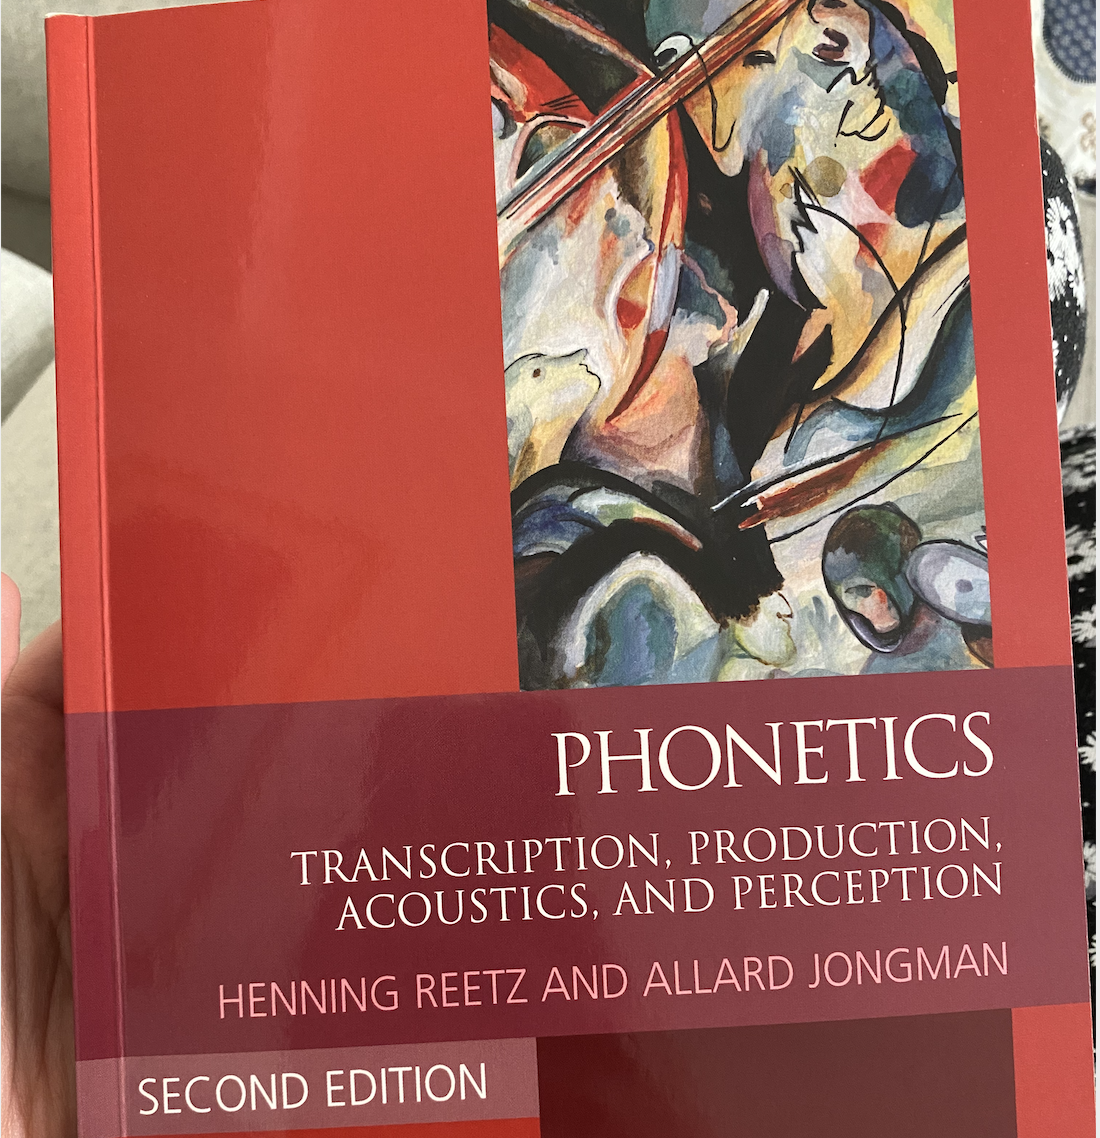 PHONETICS
TRANSCRIPTION, PRODUCTION,
ACOUSTICS, AND PERCEPTION
HENNING REETZ AND ALLARD JONGMAN
SECOND EDITION